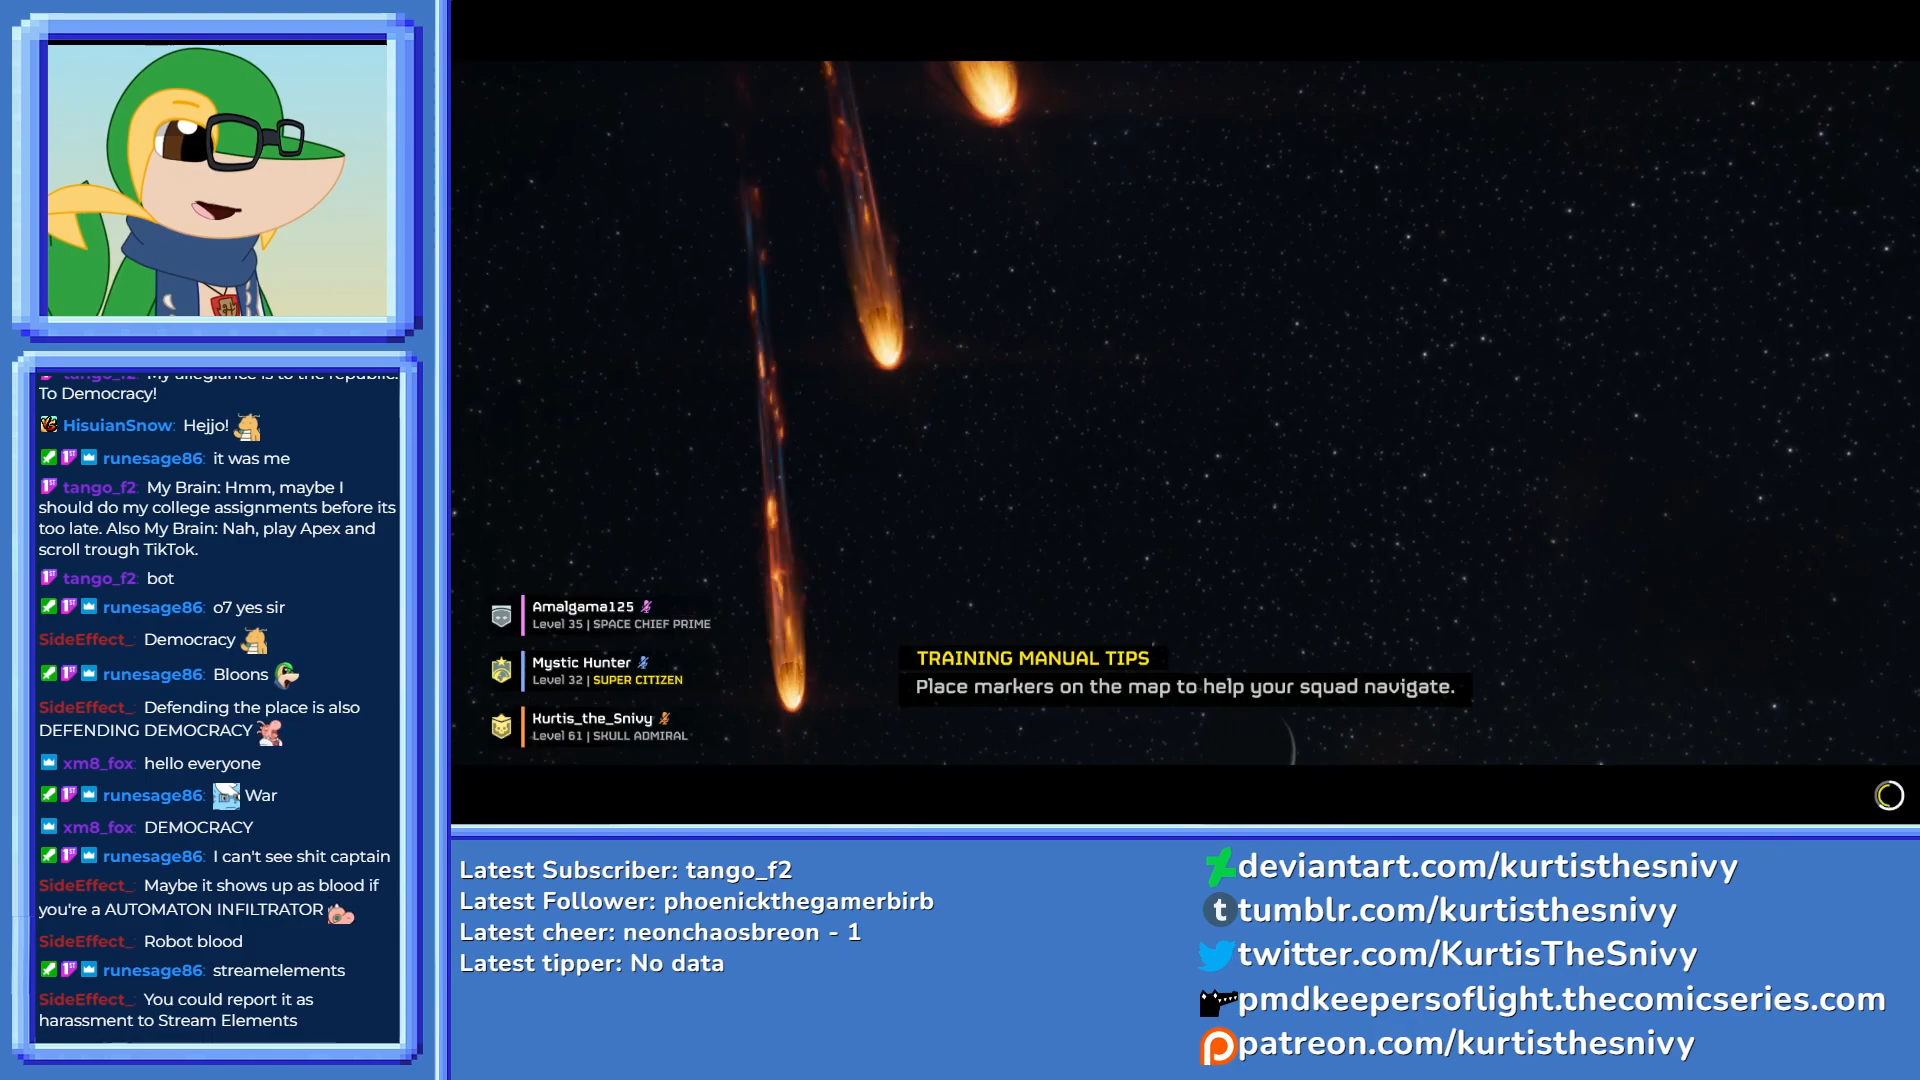 tango_f2: My allegiance is to the republic.
To Democracy!
HisuianSnow: Hejjo!
runesage86: it was me
tango_f2: My Brain: Hmm, maybe I
should do my college assignments before its
too late. Also My Brain: Nah, play Apex and
scroll trough TikTok.
tango_f2: bot
runesage86: o7 yes sir
SideEffect_: Democracy
runesage86: Bloons
SideEffect_: Defending the place is also
DEFENDING DEMOCRACY
xm8_fox: hello everyone
runesage86: War
xm8_fox: DEMOCRACY
runesage86: I can't see shit captain
SideEffect_: Maybe it shows up as blood if
you're a AUTOMATON INFILTRATOR
SideEffect_: Robot blood
runesage86: streamelements
SideEffect_: You could report it as
harassment to Stream Elements
Amalgama125
Level 35 | SPACE CHIEF PRIME
Mystic Hunter
Level 32 | SUPER CITIZEN
Kurtis_the_Snivy
Level 61 | SKULL ADMIRAL
TRAINING MANUAL TIPS
Place markers on the map to help your squad navigate.
Latest Subscriber: tango_f2
Latest Follower: phoenickthegamerbirb
Latest cheer: neonchaosbreon - 1
Latest tipper: No data
deviantart.com/kurtisthesnivy
tumblr.com/kurtisthesnivy
twitter.com/KurtisTheSnivy
pmdkeepersoflight.thecomicseries.com
patreon.com/kurtisthesnivy